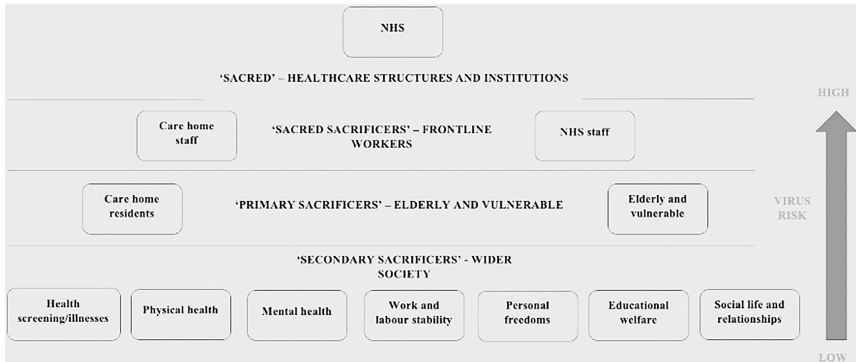 NHS
‘SACRED’ – HEALTHCARE STRUCTURES AND INSTITUTIONS
HIGH
Care home
staff
‘SACRED SACRIFICERS’ – FRONTLINE
WORKERS
NHS staff
Care home
residents
‘PRIMARY SACRIFICERS’ – ELDERLY AND VULNERABLE
Elderly and
vulnerable
VIRUS
RISK
‘SECONDARY SACRIFICERS’ - WIDER
SOCIETY
Health
screening/illnesses
Physical health
Mental health
Work and
labour stability
Personal
freedoms
Educational
welfare
Social life and
relationships
LOW